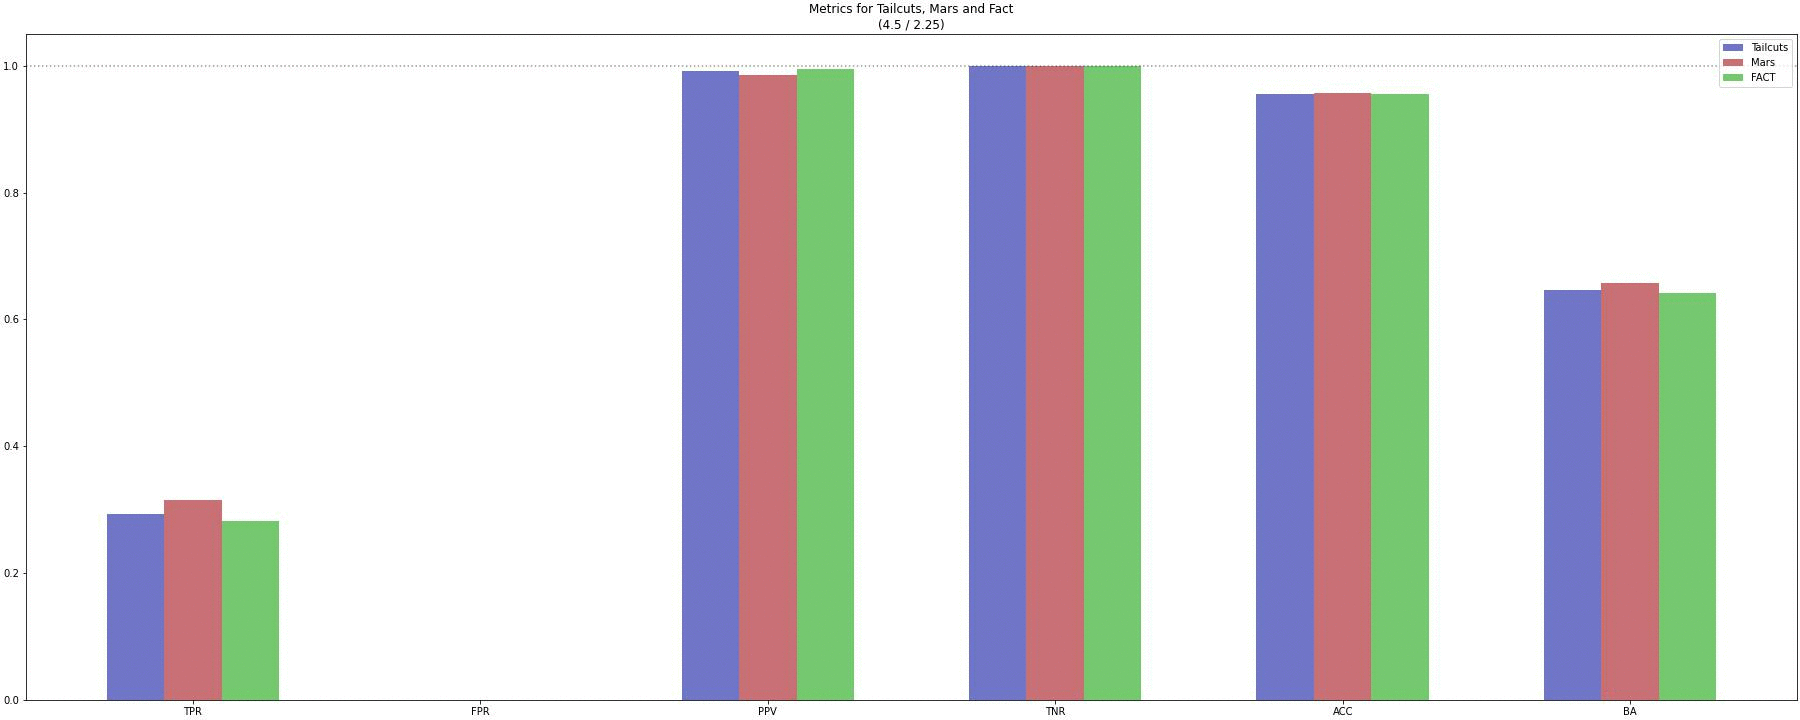 Metrics for Tailcuts, Mars and Fact
(4.5 / 2.25)
Tailcuts
Mars
FACT
1.0
0.8
0.6
0.4
0.2
0.0
TPR
FPR
PPV
TNR
ACC
BA